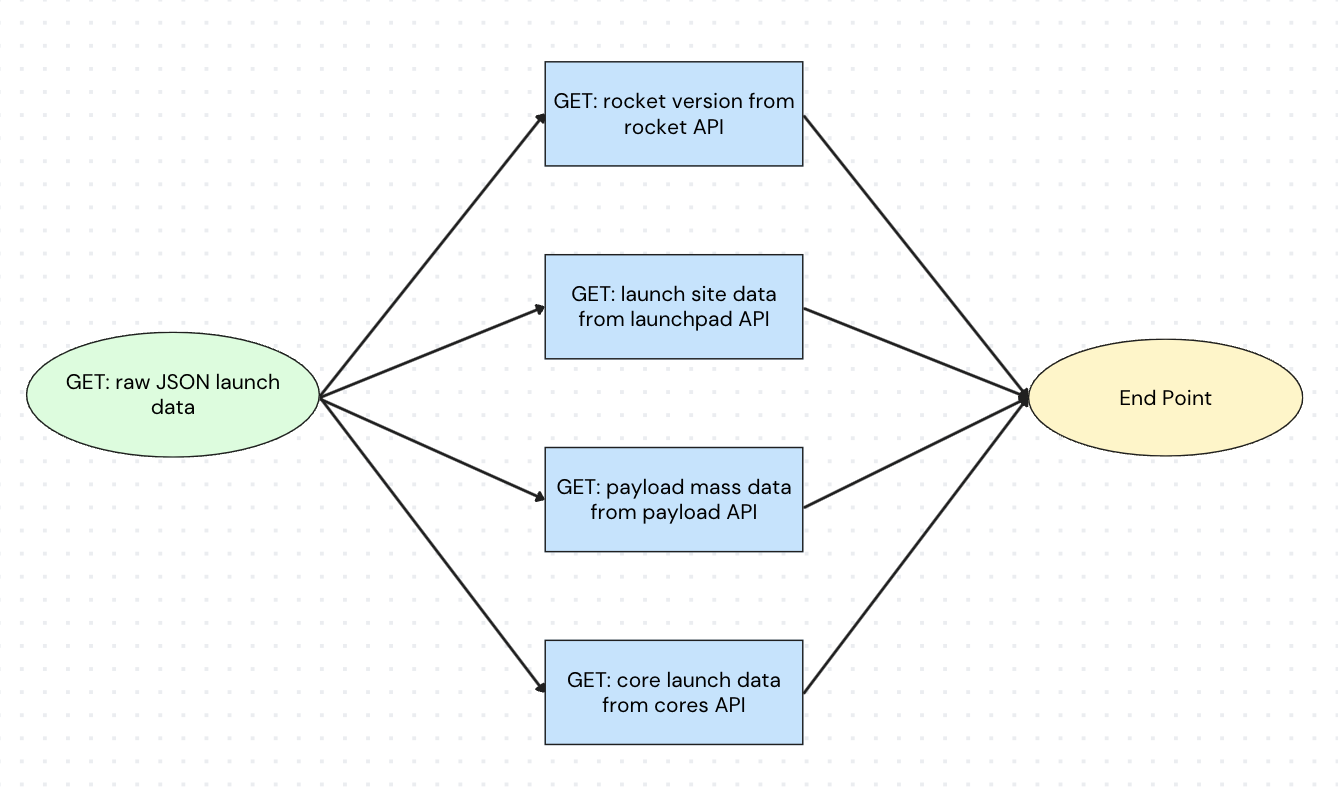 GET: rocket version from
rocket API
GET: launch site data
from launchpad API
GET: raw JSON launch
data
End Point
GET: payload mass data
from payload API
GET: core launch data
from cores API